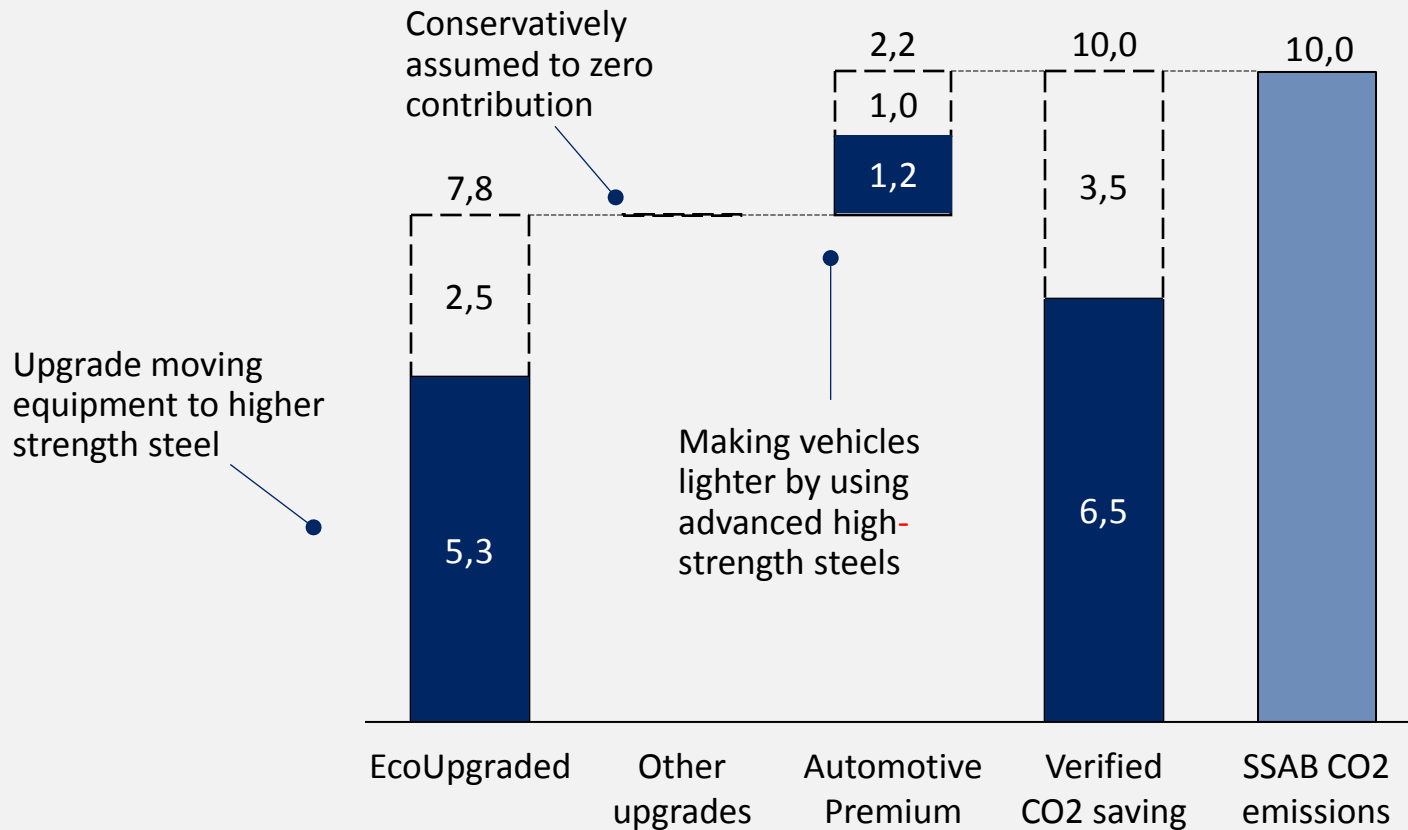 Conservatively
assumed to zero
contribution
2,2
10,0
10,0
1,0
1,2
3,5
7,8
2,5
Upgrade moving
equipment to higher
strength steel
Making vehicles
lighter by using
advanced high-
strength steels
6,5
5,3
EcoUpgraded
Other
upgrades
Automotive
Premium
Verified
CO2 saving
SSAB CO2
emissions